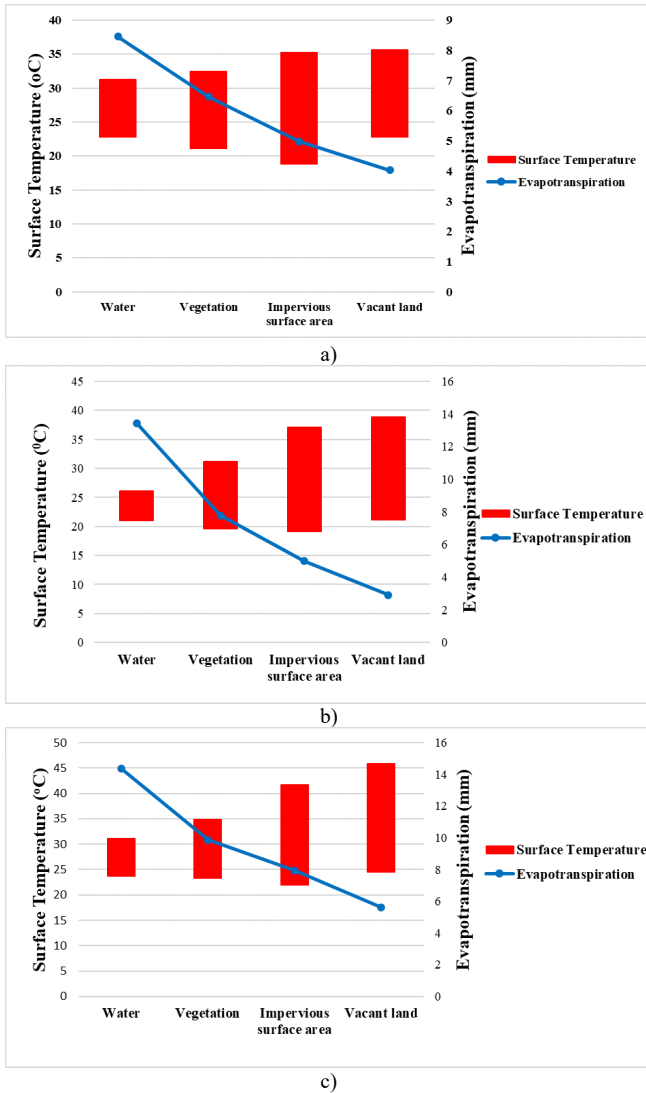 Surface Temperature (oC)
40
35
30
25
20
15
10
5
0
Water
Vegetation
Impervious
surface area
Vacant land
9
8
7
6
5
4
3
2
1
0
Evapotranspiration (mm)
Surface Temperature
Evapotranspiration
a)
Surface Temperature (⁰C)
45
40
35
30
25
20
15
10
5
0
Water
Vegetation
Impervious
surface area
Vacant land
16
14
12
10
8
6
4
2
0
Evapotranspiration (mm)
Surface Temperature
Evapotranspiration
b)
Surface Temperature (°C)
50
45
40
35
30
25
20
15
10
5
0
Water
Vegetation
Impervious
surface area
Vacant land
16
14
12
10
8
6
4
2
0
Evapotranspiration (mm)
Surface Temperature
Evapotranspiration
c)